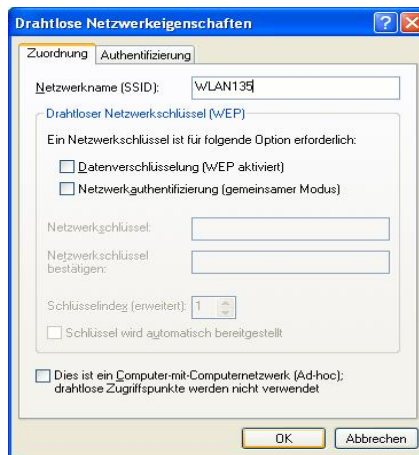 Drahtlose Netzwerkeigenschaften
Zuordnung Authentifizierung
Netzwerkname (SSID): WLAN135
Drahtloser Netzwerkschlüssel (WEP)
Ein Netzwerkschlüssel ist für folgende Option erforderlich:
Datenverschlüsselung (WEP aktiviert)
Netzwerkauthentifizierung (gemeinsamer Modus)
Netzwerkschlüssel:
Netzwerkschlüssel
bestätigen:
Schlüsselindex (erweitert): 1
Schlüssel wird automatisch bereitgestellt
Dies ist ein Computer-mit-Computernetzwerk (Ad-hoc);
drahtlose Zugriffspunkte werden nicht verwendet
OK Abbrechen